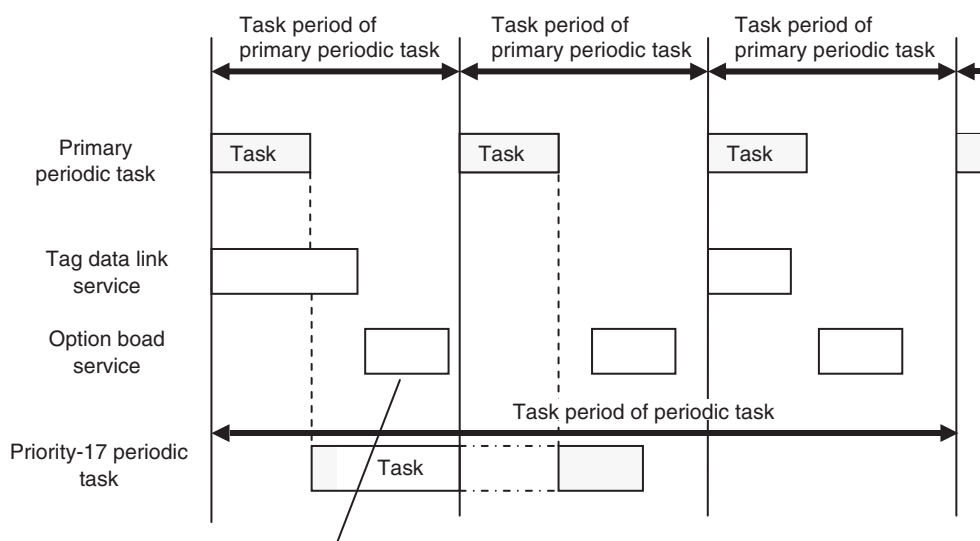 Task period of
primary periodic task
Task period of
primary periodic task
Task period of
primary periodic task
Primary
periodic task
Task
Task
Task
Tag data link
service
Option boad
service
Task period of periodic task
Priority-17 periodic
task
Task